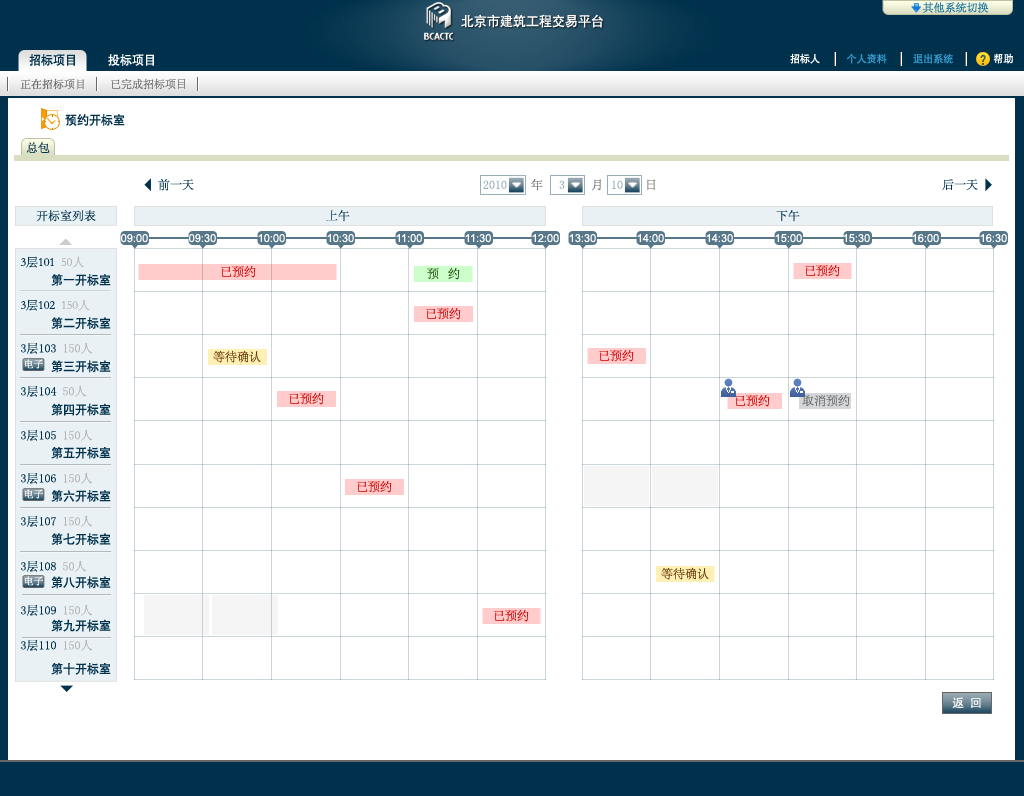 其他系统切换
BCACTC 北京市建筑工程交易平台
招标项目 投标项目 招标人 个人资料 退出系统 ? 帮助
正在招标项目 已完成招标项目
预约开标室
总包
前一天 2010 年 3 月 10 日 后一天
开标室列表 上午 下午
09:00 09:30 10:00 10:30 11:00 11:30 12:00 13:30 14:00 14:30 15:00 15:30 16:00 16:30
3层101 50人
第一开标室 已预约 预 约 已预约
3层102 150人
第二开标室 已预约
3层103 150人
电子 第三开标室 等待确认 已预约
3层104 50人
第四开标室 已预约 已预约 取消预约
3层105 150人
第五开标室
3层106 150人
电子 第六开标室 已预约
3层107 150人
第七开标室
3层108 50人
电子 第八开标室 等待确认
3层109 150人
第九开标室 已预约
3层110 150人
第十开标室
返 回